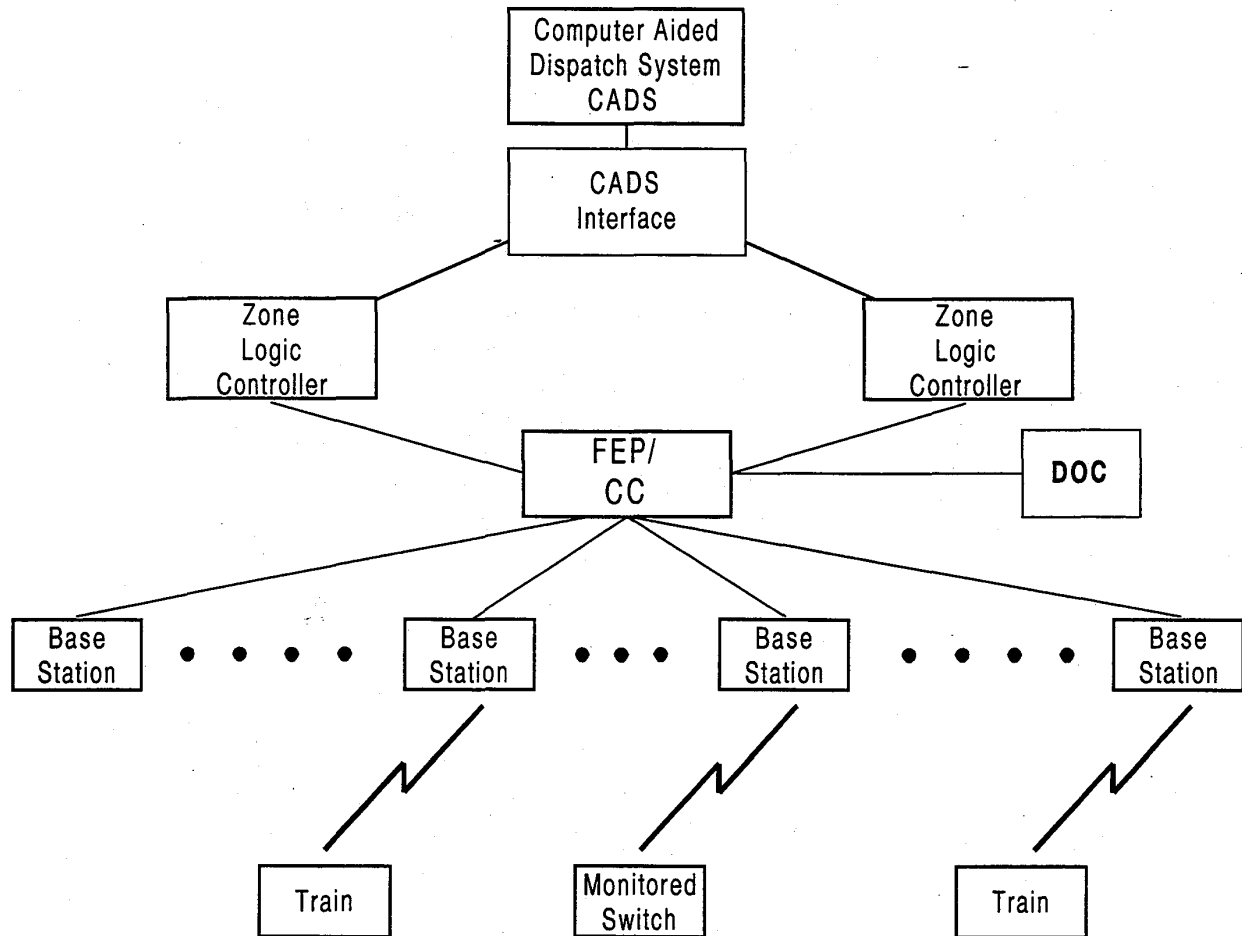 Computer Aided
Dispatch System
CADS
CADS
Interface
Zone
Logic
Controller
Zone
Logic
Controller
FEP/
CC
DOC
Base
Station
Base
Station
Base
Station
Base
Station
Train
Monitored
Switch
Train